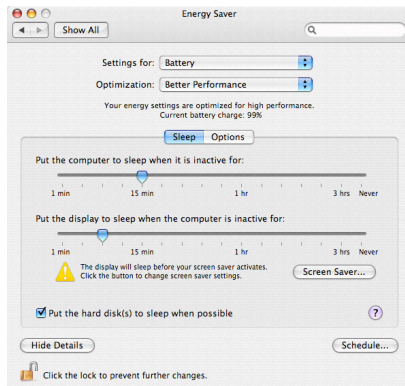 Energy Saver
Show All
Settings for: Battery
Optimization: Better Performance
Your energy settings are optimized for high performance.
Current battery charge: 99%
Sleep Options
Put the computer to sleep when it is inactive for:
1 min 15 min 1 hr 3 hrs Never
Put the display to sleep when the computer is inactive for:
1 min 15 min 1 hr 3 hrs Never
The display will sleep before your screen saver activates.
Click the button to change screen saver settings.
Screen Saver...
Put the hard disk(s) to sleep when possible
?
Hide Details Schedule...
Click the lock to prevent further changes.